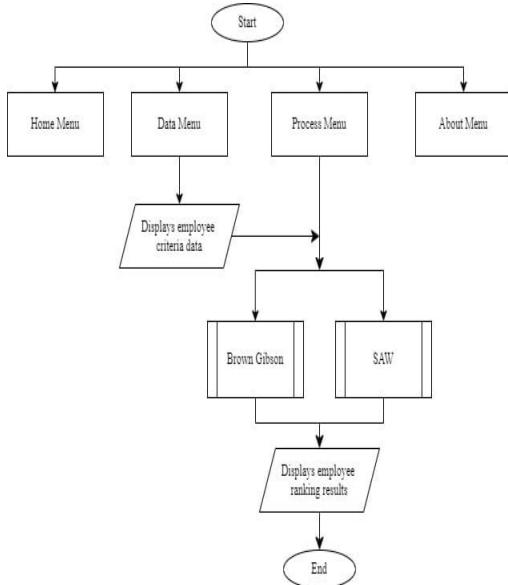 Start
Home Menu
Data Menu
Process Menu
About Menu
Displays employee
criteria data
Brown Gibson
SAW
Displays employee
ranking results
End